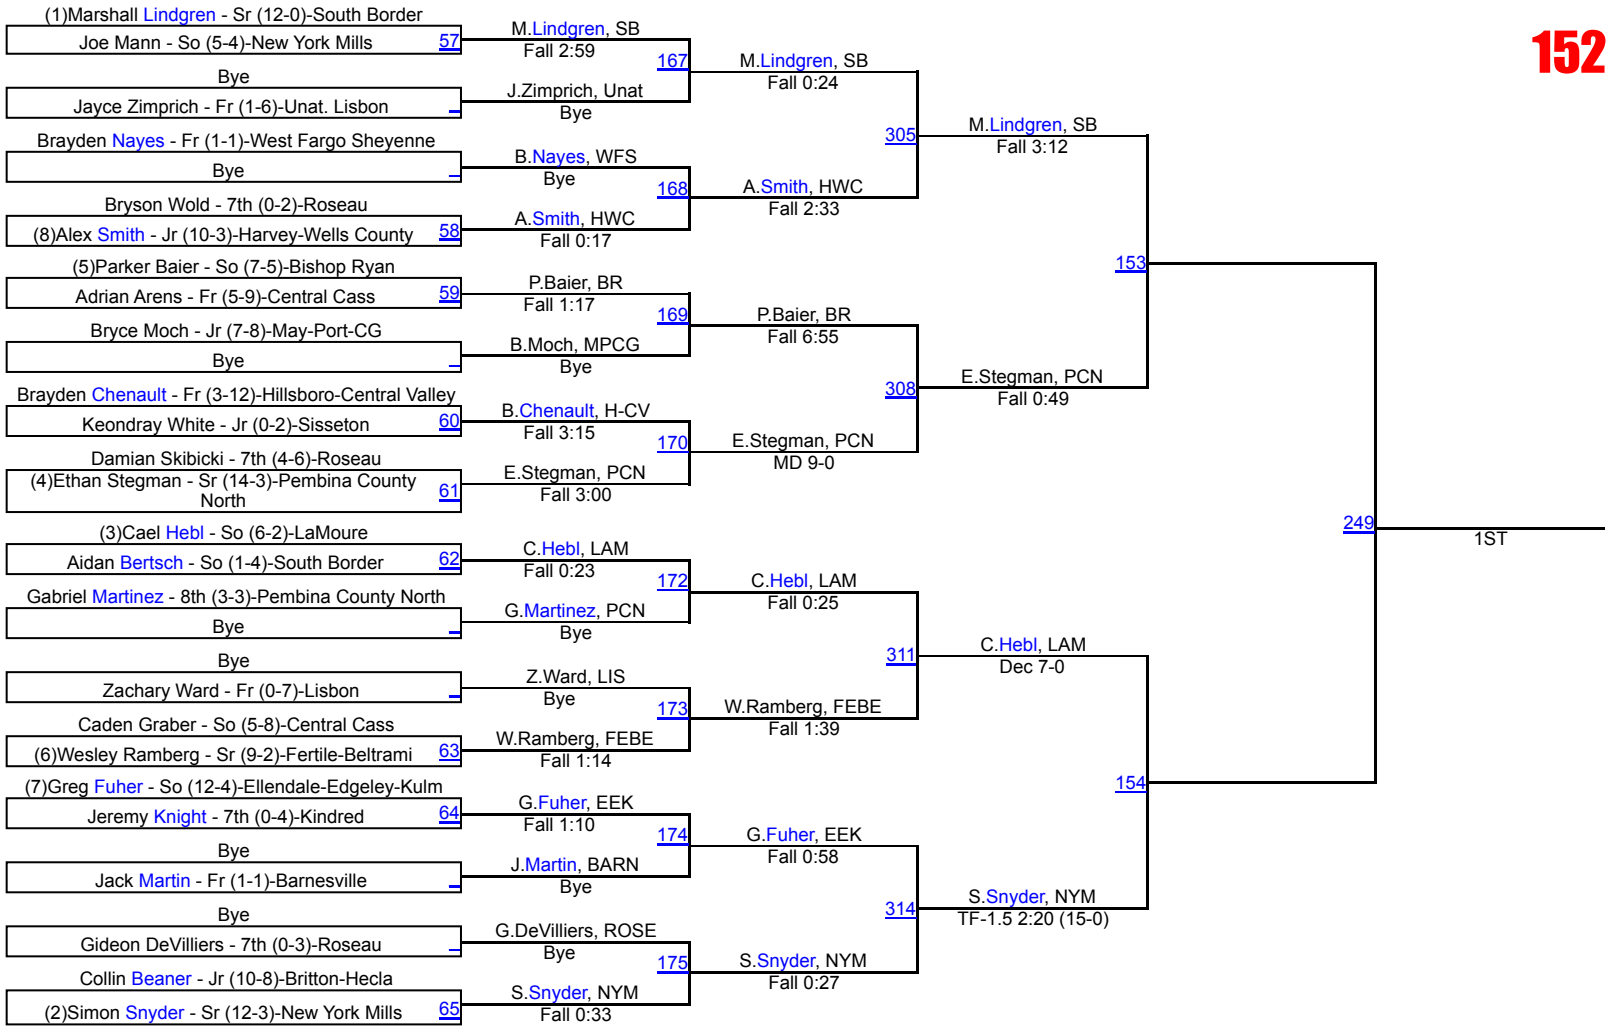 152
(1)Marshall Lindgren - Sr (12-0)-South Border
Joe Mann - So (5-4)-New York Mills 57
Bye
Jayce Zimprich - Fr (1-6)-Unat. Lisbon
Brayden Nayes - Fr (1-1)-West Fargo Sheyenne
Bye
Bryson Wold - 7th (0-2)-Roseau
(8)Alex Smith - Jr (10-3)-Harvey-Wells County 58
(5)Parker Baier - So (7-5)-Bishop Ryan
Adrian Arens - Fr (5-9)-Central Cass 59
Bryce Moch - Jr (7-8)-May-Port-CG
Bye
Brayden Chenault - Fr (3-12)-Hillsboro-Central Valley
Keondray White - Jr (0-2)-Sisseton 60
Damian Skibicki - 7th (4-6)-Roseau
(4)Ethan Stegman - Sr (14-3)-Pembina County
North 61
(3)Cael Hebl - So (6-2)-LaMoure
Aidan Bertsch - So (1-4)-South Border 62
Gabriel Martinez - 8th (3-3)-Pembina County North
Bye
Bye
Zachary Ward - Fr (0-7)-Lisbon
Caden Graber - So (5-8)-Central Cass
(6)Wesley Ramberg - Sr (9-2)-Fertile-Beltrami 63
(7)Greg Fuher - So (12-4)-Ellendale-Edgeley-Kulm
Jeremy Knight - 7th (0-4)-Kindred 64
Bye
Jack Martin - Fr (1-1)-Barnesville
Bye
Gideon DeVilliers - 7th (0-3)-Roseau
Collin Beaner - Jr (10-8)-Britton-Hecla
(2)Simon Snyder - Sr (12-3)-New York Mills 65
M.Lindgren, SB
Fall 2:59
167
J.Zimprich, Unat
Bye
B.Nayes, WFS
Bye
168
A.Smith, HWC
Fall 0:17
P.Baier, BR
Fall 1:17
169
B.Moch, MPCG
Bye
B.Chenault, H-CV
Fall 3:15
170
E.Stegman, PCN
Fall 3:00
C.Hebl, LAM
Fall 0:23
172
G.Martinez, PCN
Bye
Z.Ward, LIS
Bye
173
W.Ramberg, FEBE
Fall 1:14
G.Fuher, EEK
Fall 1:10
174
J.Martin, BARN
Bye
G.DeVilliers, ROSE
Bye
175
S.Snyder, NYM
Fall 0:33
M.Lindgren, SB
Fall 0:24
305
A.Smith, HWC
Fall 2:33
P.Baier, BR
Fall 6:55
308
E.Stegman, PCN
MD 9-0
C.Hebl, LAM
Fall 0:25
311
W.Ramberg, FEBE
Fall 1:39
G.Fuher, EEK
Fall 0:58
314
S.Snyder, NYM
Fall 0:27
M.Lindgren, SB
Fall 3:12
153
E.Stegman, PCN
Fall 0:49
C.Hebl, LAM
Dec 7-0
154
S.Snyder, NYM
TF-1.5 2:20 (15-0)
249
1ST